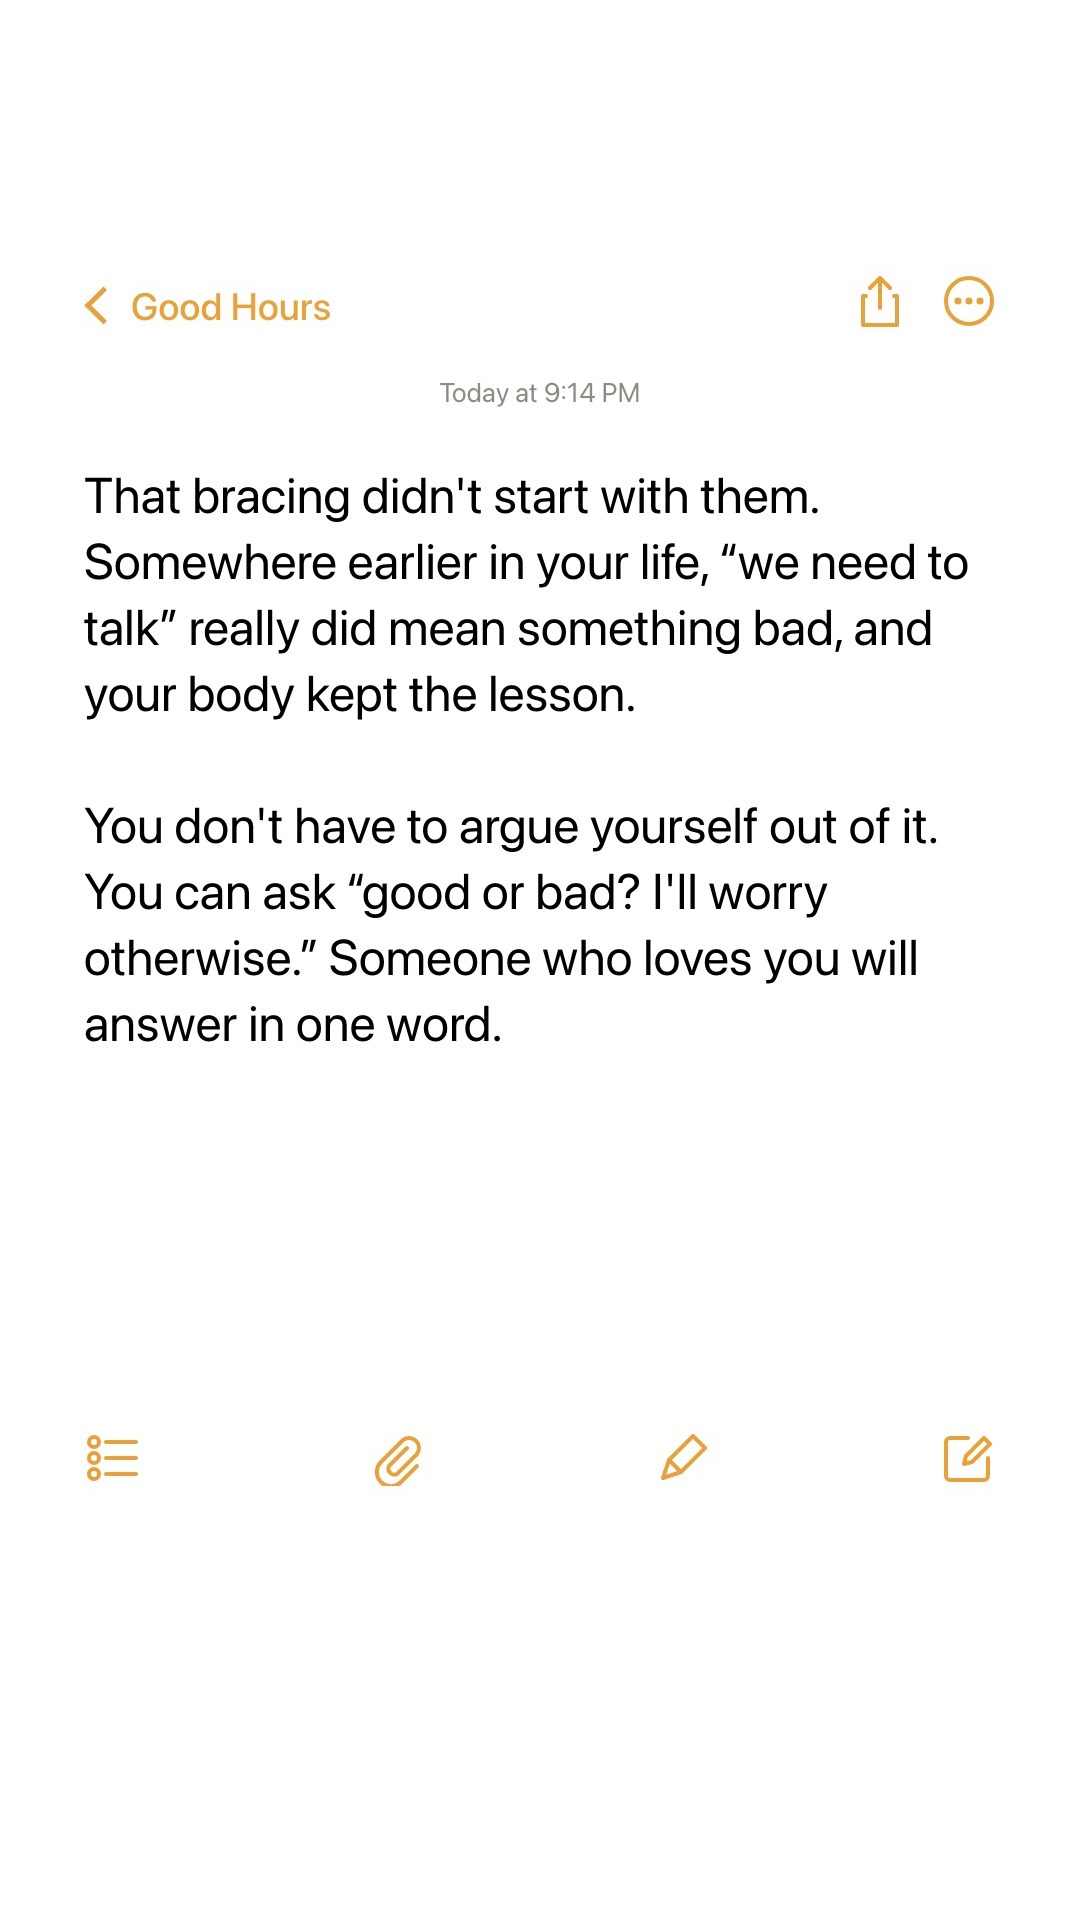 Good Hours
Today at 9:14 PM
That bracing didn't start with them.
Somewhere earlier in your life, “we need to
talk” really did mean something bad, and
your body kept the lesson.
You don't have to argue yourself out of it.
You can ask “good or bad? I'll worry
otherwise.” Someone who loves you will
answer in one word.